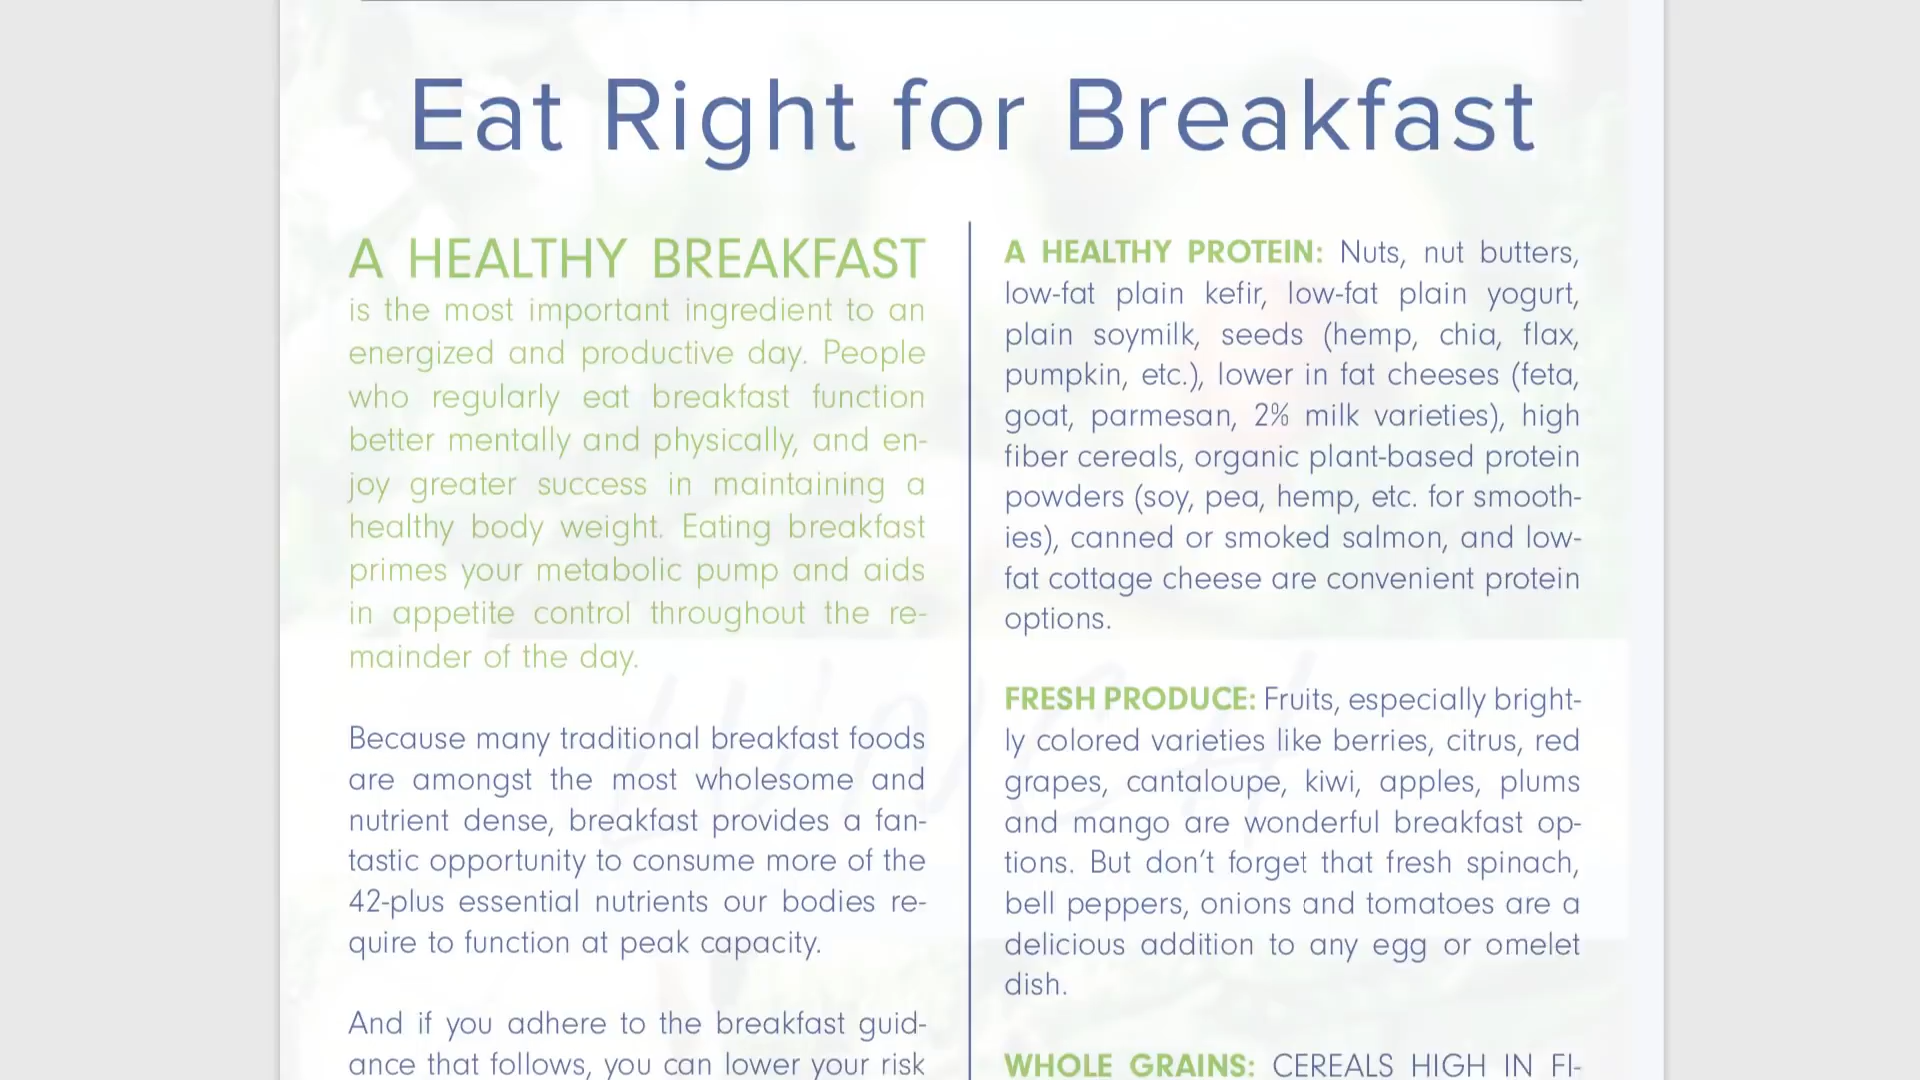 Eat Right for Breakfast
A HEALTHY BREAKFAST
is the most important ingredient to an
energized and productive day. People
who regularly eat breakfast function
better mentally and physically, and en-
joy greater success in maintaining a
healthy body weight. Eating breakfast
primes your metabolic pump and aids
in appetite control throughout the re-
mainder of the day.
Because many traditional breakfast foods
are amongst the most wholesome and
nutrient dense, breakfast provides a fan-
tastic opportunity to consume more of the
42-plus essential nutrients our bodies re-
quire to function at peak capacity.
And if you adhere to the breakfast guid-
ance that follows, you can lower your risk
A HEALTHY PROTEIN: Nuts, nut butters,
low-fat plain kefir, low-fat plain yogurt,
plain soymilk, seeds (hemp, chia, flax,
pumpkin, etc.), lower in fat cheeses (feta,
goat, parmesan, 2% milk varieties), high
fiber cereals, organic plant-based protein
powders (soy, pea, hemp, etc. for smooth-
ies), canned or smoked salmon, and low-
fat cottage cheese are convenient protein
options.
FRESH PRODUCE: Fruits, especially bright-
ly colored varieties like berries, citrus, red
grapes, cantaloupe, kiwi, apples, plums
and mango are wonderful breakfast op-
tions. But don’t forget that fresh spinach,
bell peppers, onions and tomatoes are a
delicious addition to any egg or omelet
dish.
WHOLE GRAINS: CEREALS HIGH IN FI-